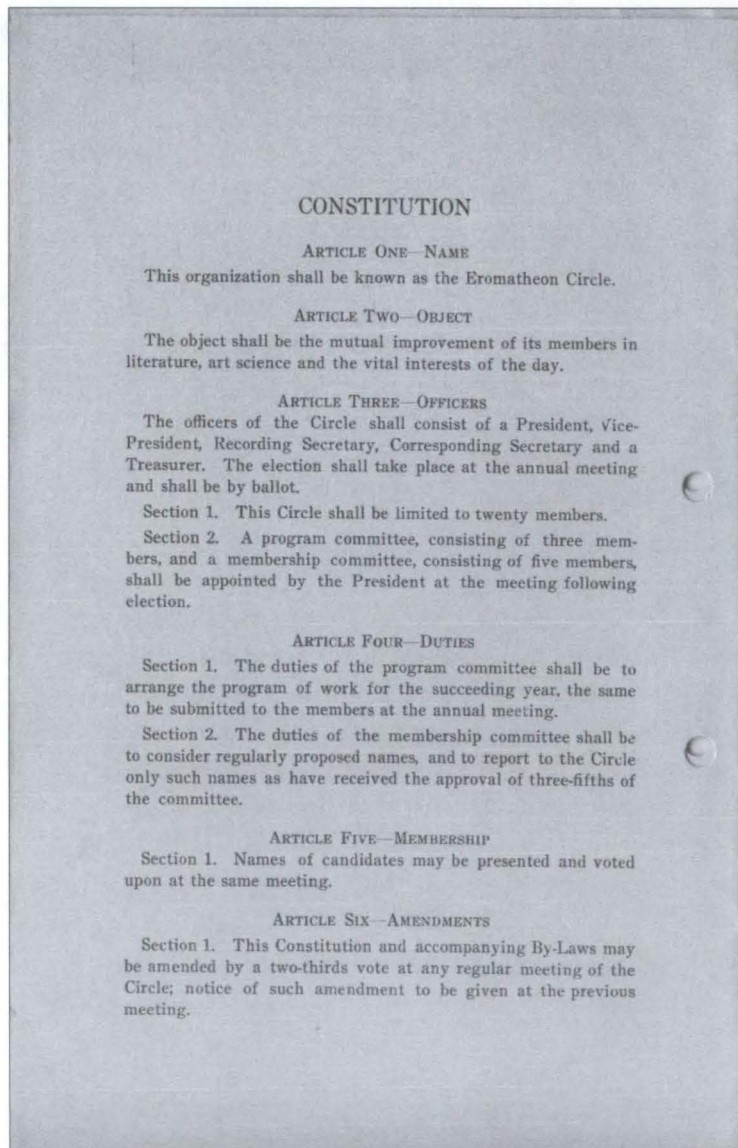 CONSTITUTION
ARTICLE ONE—NAME
This organization shall be known as the Eromatheon Circle.
ARTICLE TWO—OBJECT
The object shall be the mutual improvement of its members in
literature, art science and the vital interests of the day.
ARTICLE THREE—OFFICERS
The officers of the Circle shall consist of a President, Vice-
President, Recording Secretary, Corresponding Secretary and a
Treasurer. The election shall take place at the annual meeting
and shall be by ballot.
Section 1. This Circle shall be limited to twenty members.
Section 2. A program committee, consisting of three mem-
bers, and a membership committee, consisting of five members,
shall be appointed by the President at the meeting following
election.
ARTICLE FOUR—DUTIES
Section 1. The duties of the program committee shall be to
arrange the program of work for the succeeding year, the same
to be submitted to the members at the annual meeting.
Section 2. The duties of the membership committee shall be
to consider regularly proposed names, and to report to the Circle
only such names as have received the approval of three-fifths of
the committee.
ARTICLE FIVE—MEMBERSHIP
Section 1. Names of candidates may be presented and voted
upon at the same meeting.
ARTICLE SIX—AMENDMENTS
Section 1. This Constitution and accompanying By-Laws may
be amended by a two-thirds vote at any regular meeting of the
Circle; notice of such amendment to be given at the previous
meeting.